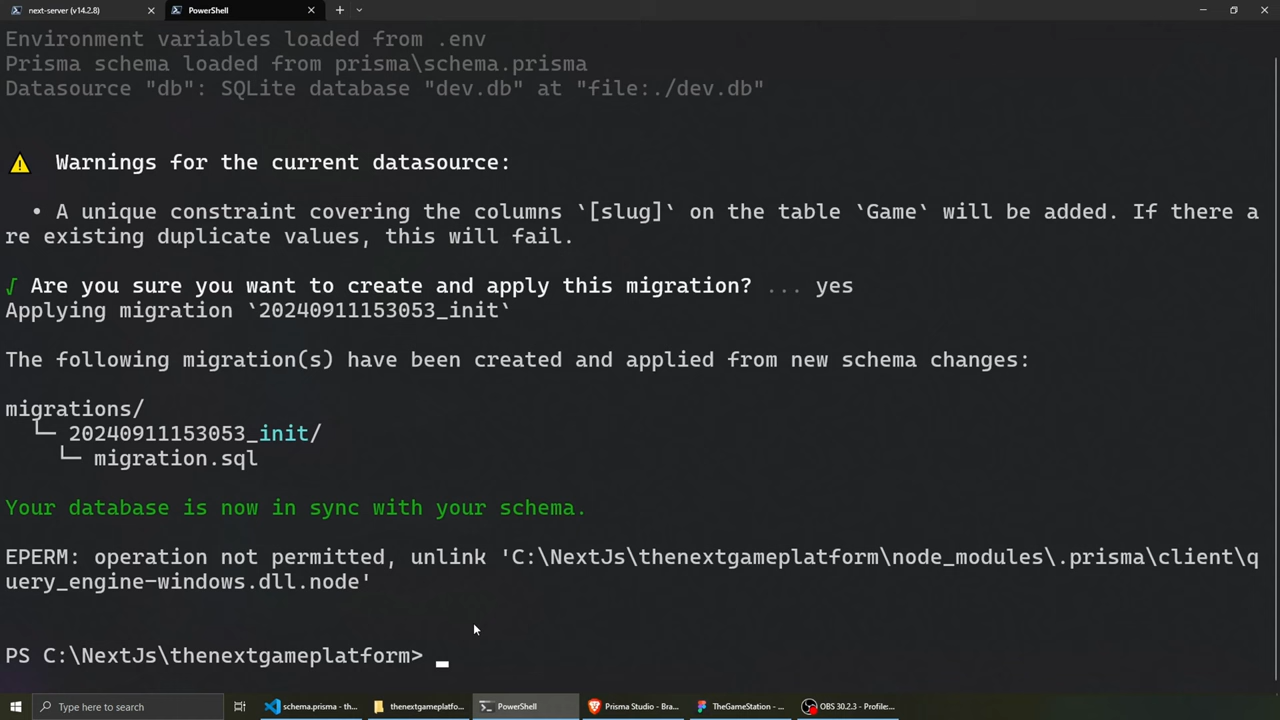 next-server (v14.2.8)
PowerShell
Environment variables loaded from .env
Prisma schema loaded from prisma\schema.prisma
Datasource "db": SQLite database "dev.db" at "file:./dev.db"
Warnings for the current datasource:
• A unique constraint covering the columns `[slug]` on the table `Game` will be added. If there a
re existing duplicate values, this will fail.
√ Are you sure you want to create and apply this migration? ... yes
Applying migration `20240911153053_init`
The following migration(s) have been created and applied from new schema changes:
migrations/
└─ 20240911153053_init/
└─ migration.sql
Your database is now in sync with your schema.
EPERM: operation not permitted, unlink 'C:\NextJs\thenextgameplatform\node_modules\.prisma\client\q
uery_engine-windows.dll.node'
PS C:\NextJs\thenextgameplatform>
Type here to search
schema.prisma - th...
thenextgameplatfo...
PowerShell
Prisma Studio - Bra...
TheGameStation - ...
OBS 30.2.3 - Profile:...